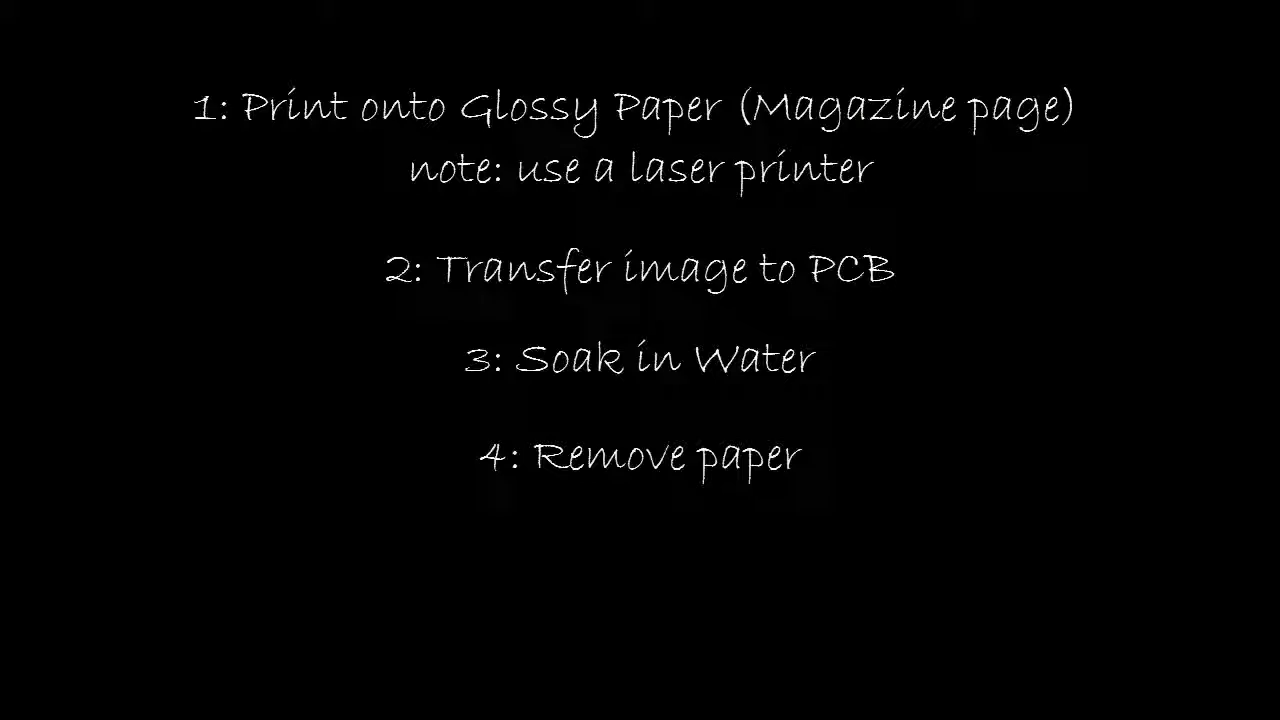 1: Print onto Glossy Paper (Magazine page)
note: use a laser printer
2: Transfer image to PCB
3: Soak in Water
4: Remove paper